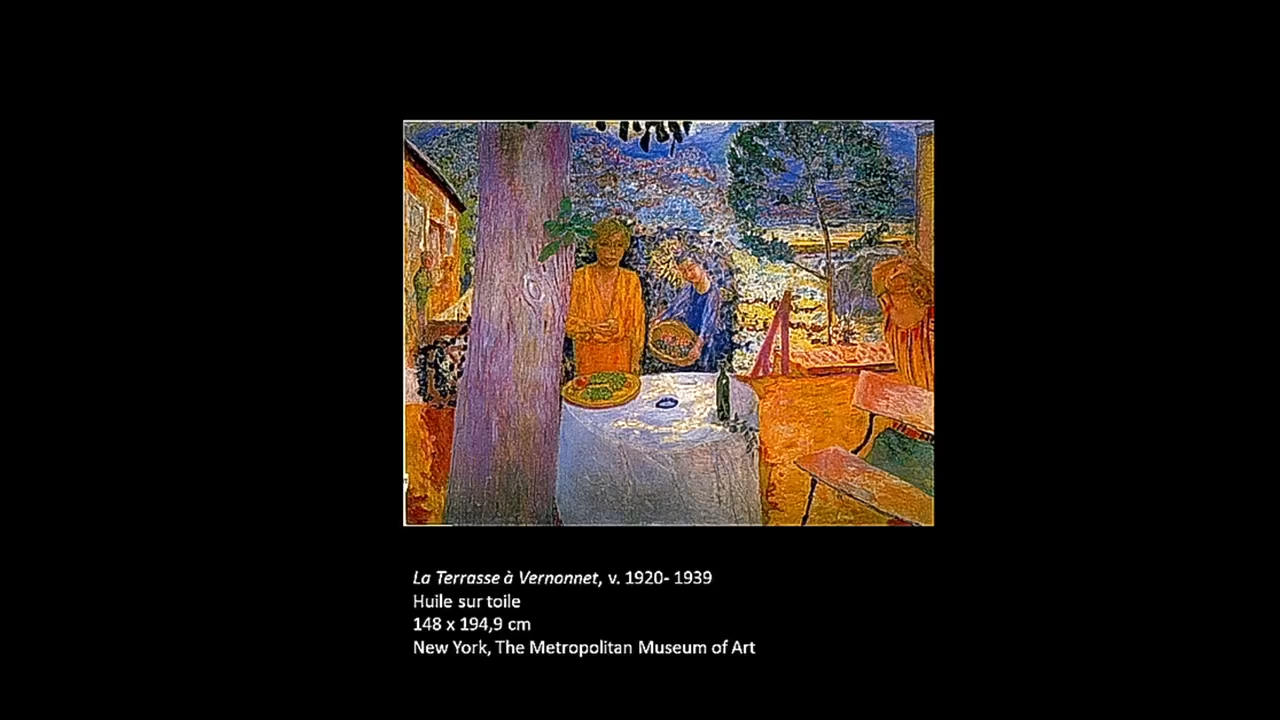 La Terrasse à Vernonnet, v. 1920- 1939
Huile sur toile
148 x 194,9 cm
New York, The Metropolitan Museum of Art